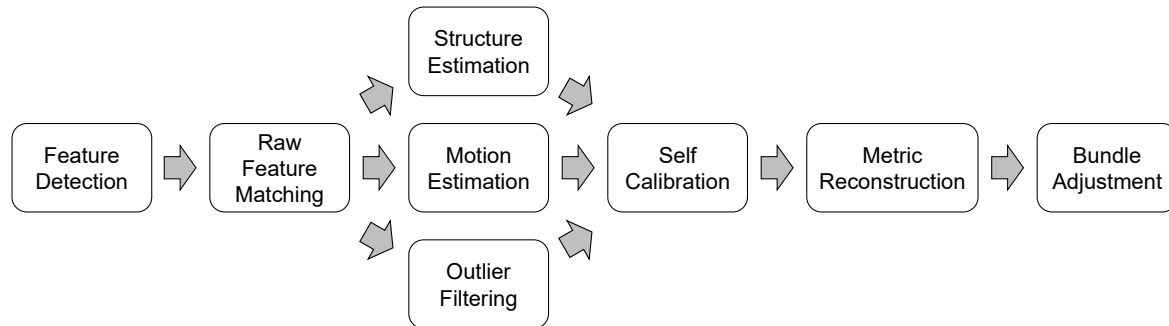 Feature
Detection
Raw
Feature
Matching
Structure
Estimation
Motion
Estimation
Outlier
Filtering
Self
Calibration
Metric
Reconstruction
Bundle
Adjustment